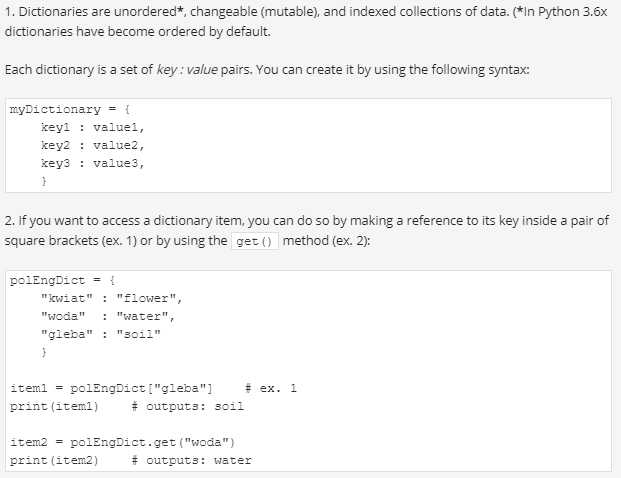 1. Dictionaries are unordered*, changeable (mutable), and indexed collections of data. (*In Python 3.6x
dictionaries have become ordered by default.
Each dictionary is a set of key : value pairs. You can create it by using the following syntax:
myDictionary = {
    key1 : value1,
    key2 : value2,
    key3 : value3,
    }
2. If you want to access a dictionary item, you can do so by making a reference to its key inside a pair of
square brackets (ex. 1) or by using the get() method (ex. 2):
polEngDict = {
    "kwiat" : "flower",
    "woda"  : "water",
    "gleba" : "soil"
    }
item1 = polEngDict["gleba"]    # ex. 1
print(item1)    # outputs: soil
item2 = polEngDict.get("woda")
print(item2)    # outputs: water